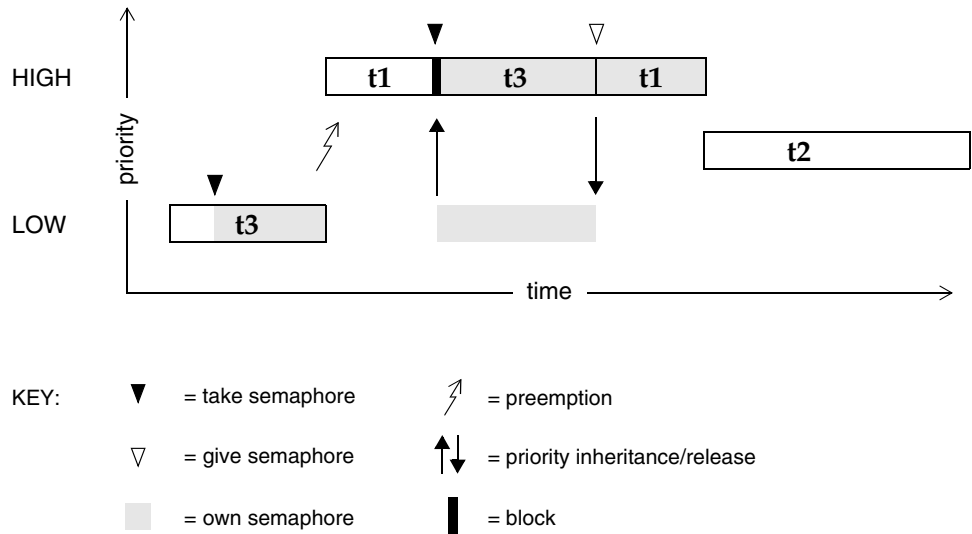 HIGH
t1
t3
t1
priority
t2
LOW
t3
time
KEY:
= take semaphore
= preemption
= give semaphore
= priority inheritance/release
= own semaphore
= block